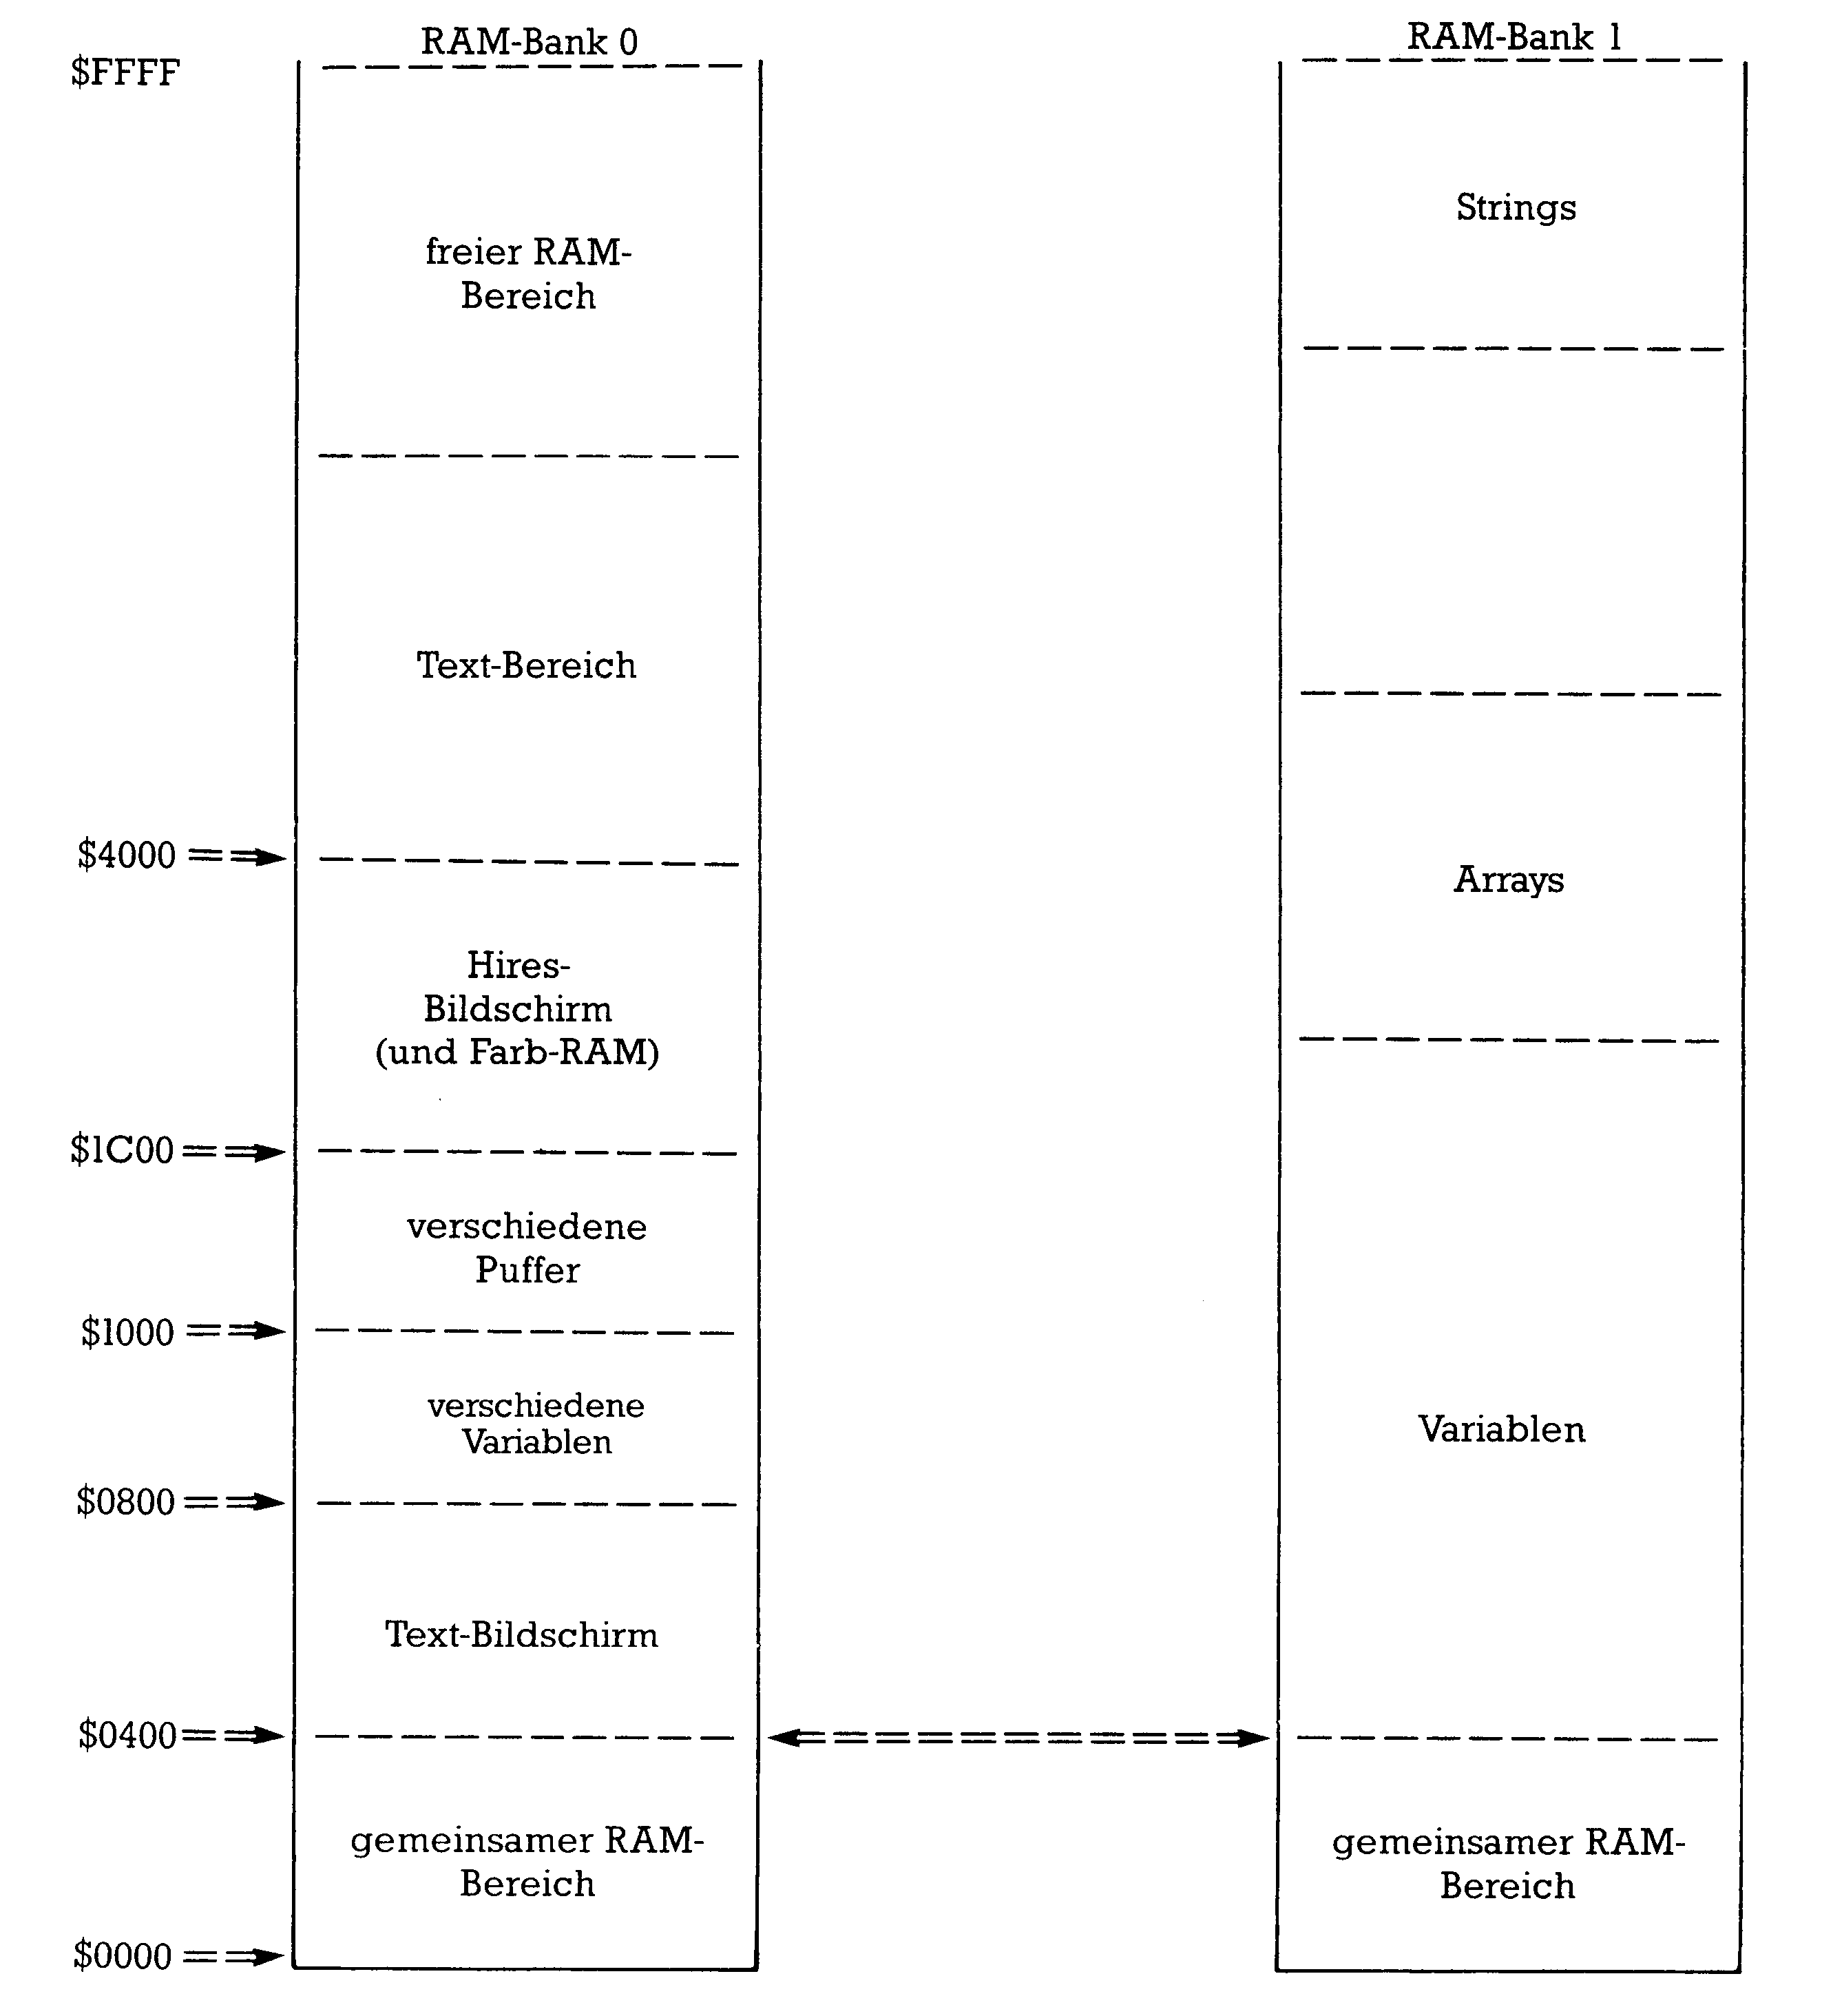 RAM-Bank 0
$FFFF
freier RAM-
Bereich
Text-Bereich
$4000
Hires-
Bildschirm
(und Farb-RAM)
$1C00
verschiedene
Puffer
$1000
verschiedene
Variablen
$0800
Text-Bildschirm
$0400
gemeinsamer RAM-
Bereich
$0000
RAM-Bank 1
Strings
Arrays
Variablen
gemeinsamer RAM-
Bereich